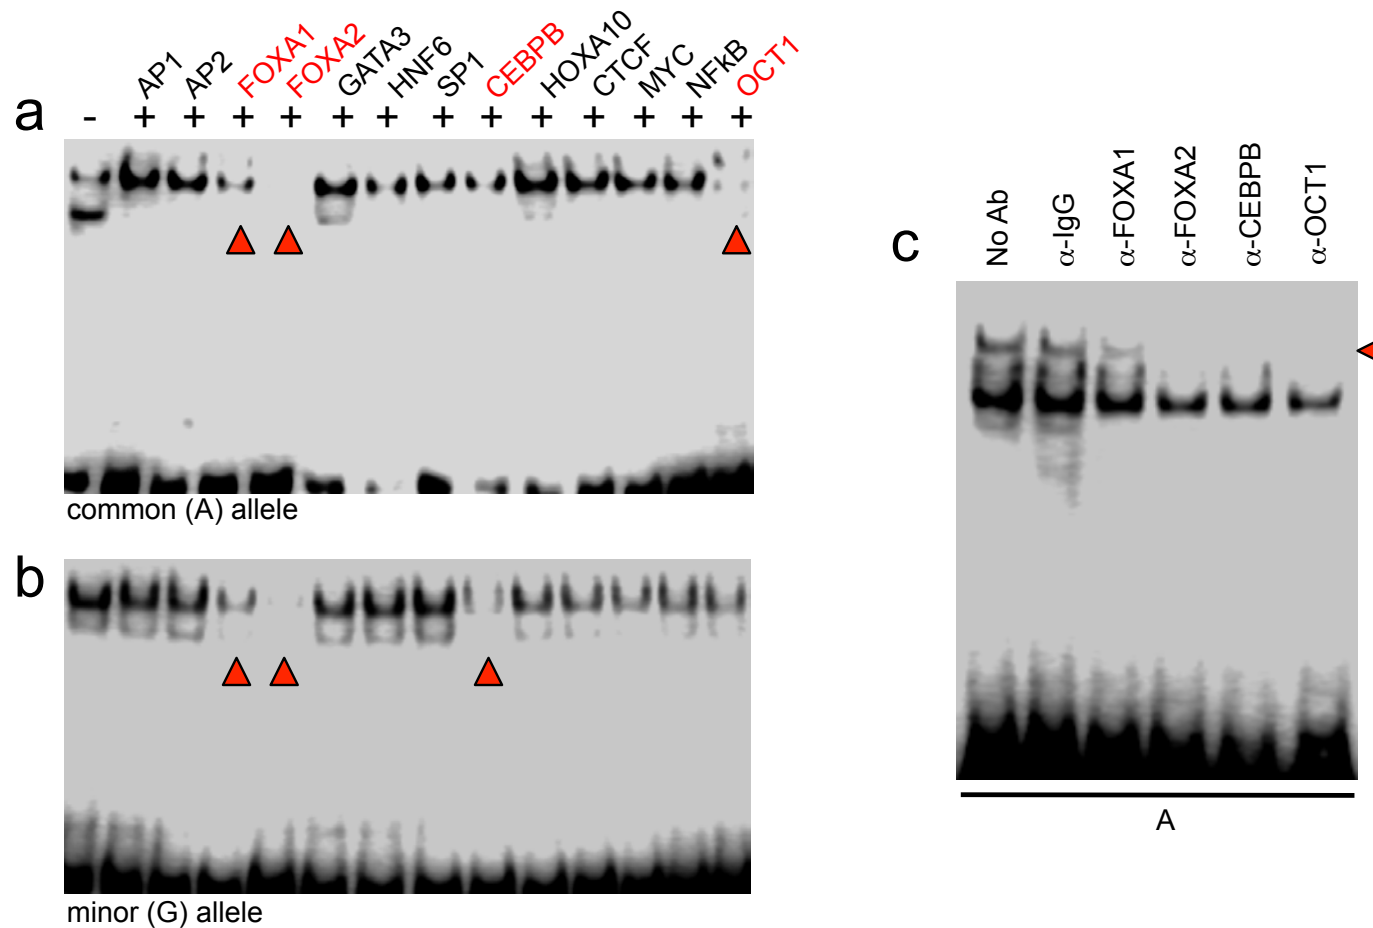 a
AP1
AP2
FOXA1
FOXA2
GATA3
HNF6
SP1
CEBPB
HOXA10
CTCF
MYC
NFkB
OCT1
- + + + + + + + + + + + + +
common (A) allele
b
minor (G) allele
c
No Ab
α-IgG
α-FOXA1
α-FOXA2
α-CEBPB
α-OCT1
A